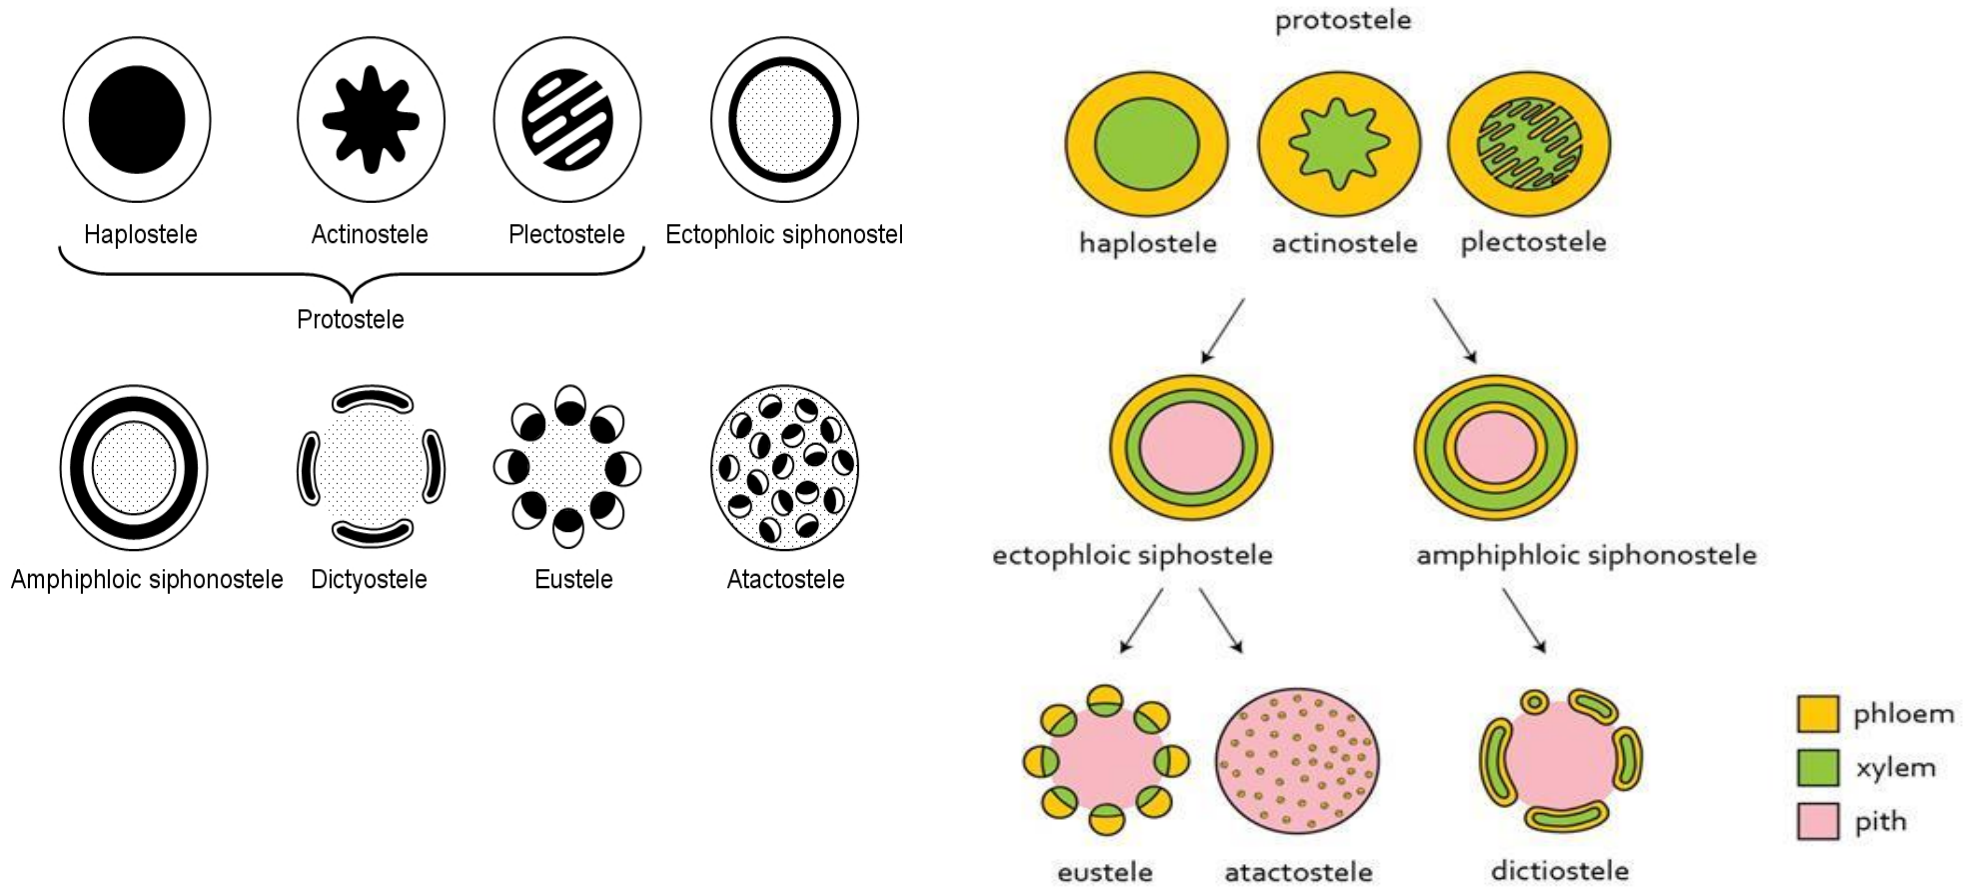 Haplostele
Actinostele
Plectostele
Ectophloic siphonostel
Protostele
Amphiphloic siphonostele
Dictyostele
Eustele
Atactostele
protostele
haplostele
actinostele
plectostele
ectophloic siphostele
amphiphloic siphonostele
eustele
atactostele
dictiostele
phloem
xylem
pith